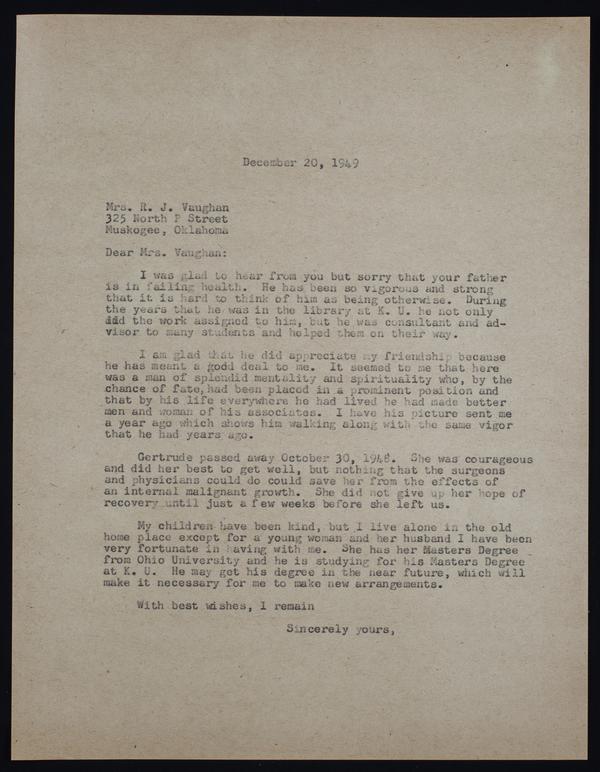 December 20, 1949
Mrs. R. J. Vaughan
325 North P Street
Muskogee, Oklahoma
Dear Mrs. Vaughan:
I was glad to hear from you but sorry that your father
is in failing health. He has been so vigorous and strong
that it is hard to think of him as being otherwise. During
the years that he was in the library at K. U. he not only
did the work assigned to him, but he was consultant and ad-
visor to many students and helped them on their way.
I am glad that he did appreciate my friendship because
he has meant a good deal to me. It seemed to me that here
was a man of splendid mentality and spirituality who, by the
chance of fate, had been placed in a prominent position and
that by his life everywhere he had lived he had made better
men and woman of his associates. I have his picture sent me
a year ago which shows him walking along with the same vigor
that he had years ago.
Gertrude passed away October 30, 1948. She was courageous
and did her best to get well, but nothing that the surgeons
and physicians could do could save her from the effects of
an internal malignant growth. She did not give up her hope of
recovery until just a few weeks before she left us.
My children have been kind, but I live alone in the old
home place except for a young woman and her husband I have been
very fortunate in having with me. She has her Masters Degree
from Ohio University and he is studying for his Masters Degree
at K. U. He may get his degree in the near future, which will
make it necessary for me to make new arrangements.
With best wishes, I remain
Sincerely yours,